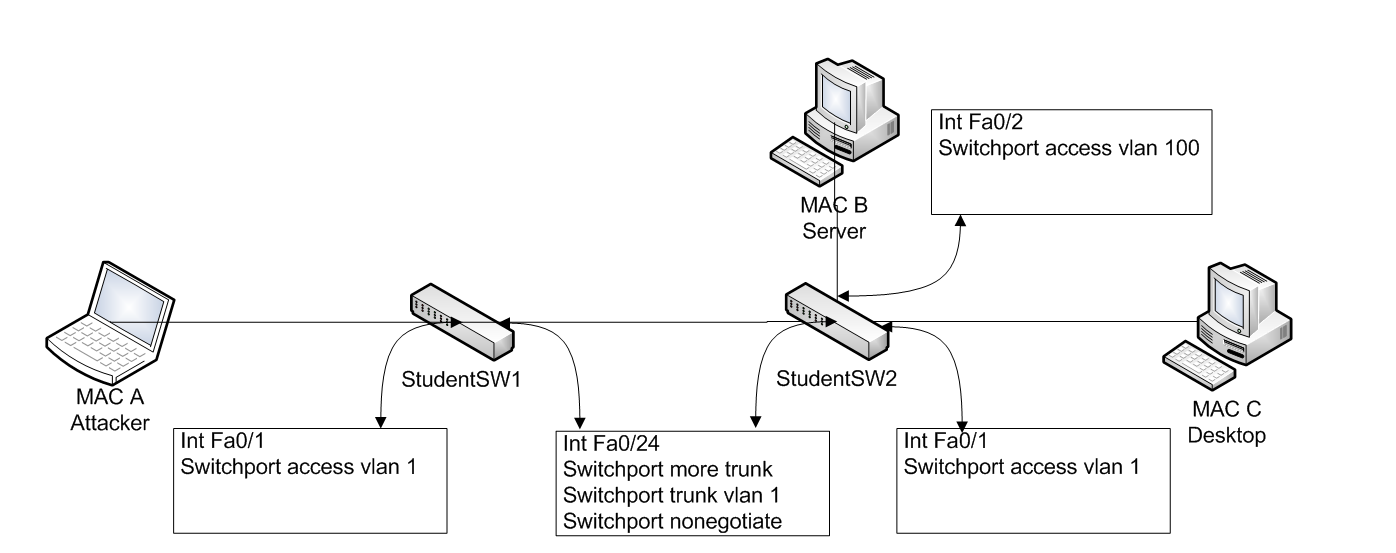 Int Fa0/2
Switchport access vlan 100
MAC B
Server
MAC A
Attacker
StudentSW1
StudentSW2
MAC C
Desktop
Int Fa0/1
Switchport access vlan 1
Int Fa0/24
Switchport more trunk
Switchport trunk vlan 1
Switchport nonegotiate
Int Fa0/1
Switchport access vlan 1